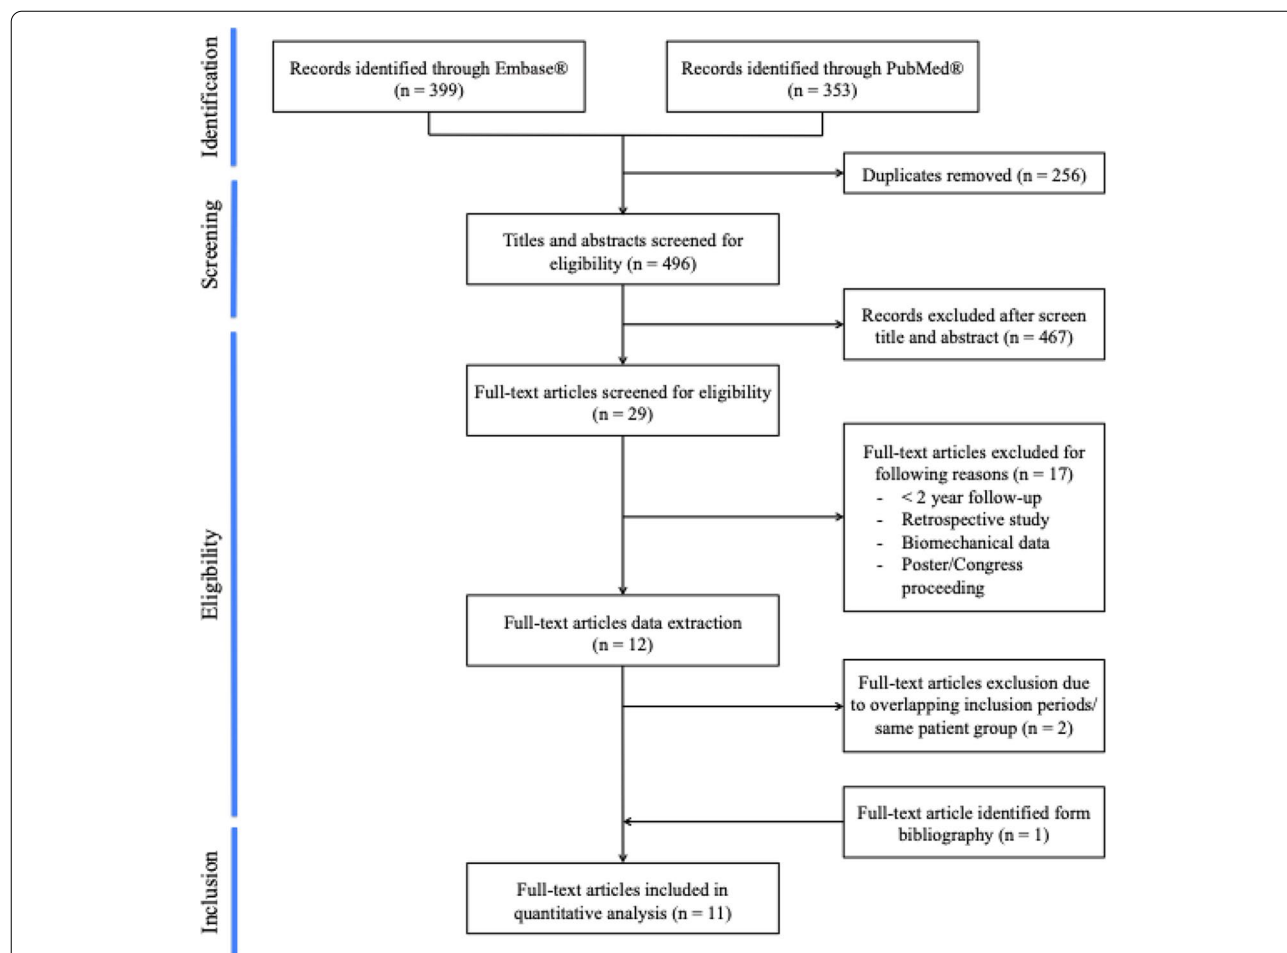 Identification
Records identified through Embase®
(n = 399)
Records identified through PubMed®
(n = 353)
Duplicates removed (n = 256)
Screening
Titles and abstracts screened for
eligibility (n = 496)
Records excluded after screen
title and abstract (n = 467)
Eligibility
Full-text articles screened for eligibility
(n = 29)
Full-text articles excluded for
following reasons (n = 17)
- < 2 year follow-up
- Retrospective study
- Biomechanical data
- Poster/Congress
proceeding
Full-text articles data extraction
(n = 12)
Full-text articles exclusion due
to overlapping inclusion periods/
same patient group (n = 2)
Full-text article identified form
bibliography (n = 1)
Inclusion
Full-text articles included in
quantitative analysis (n = 11)